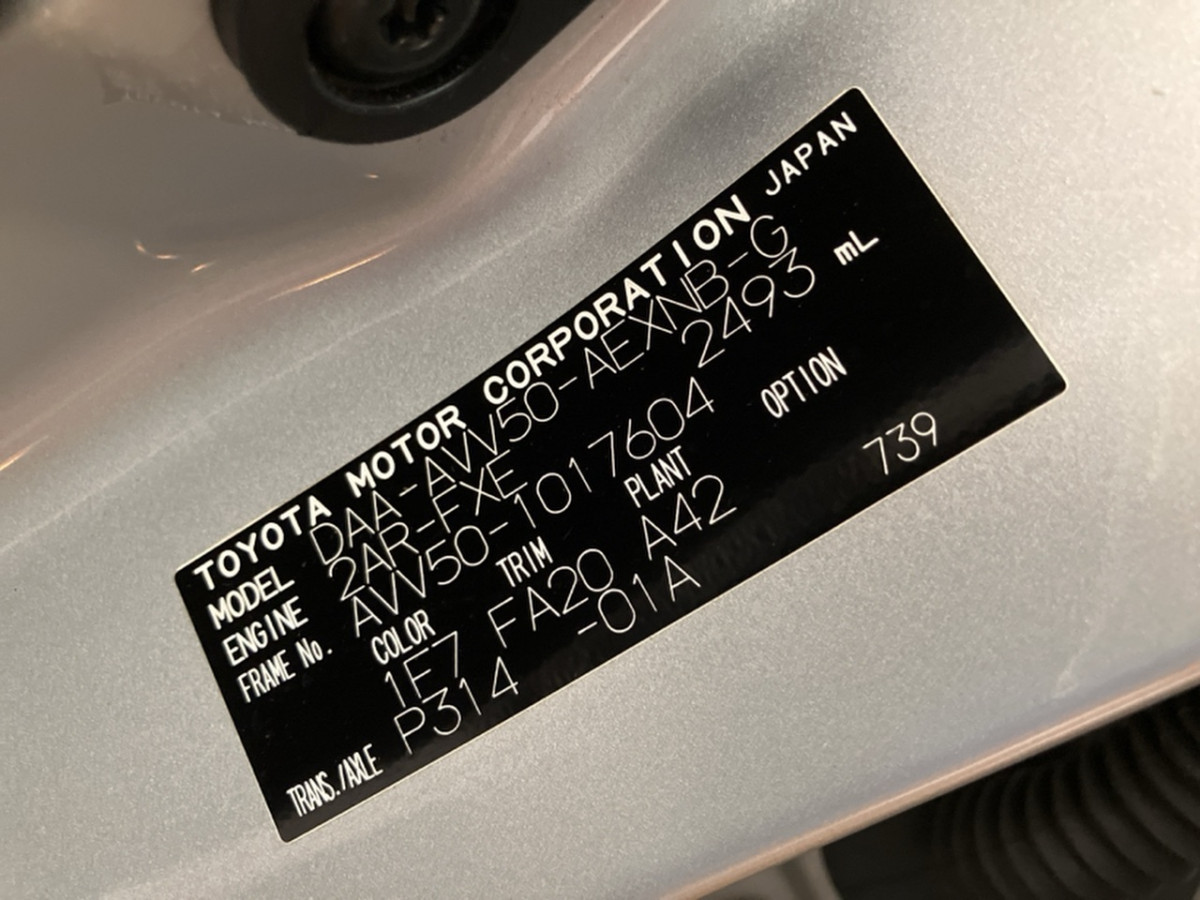 TOYOTA MOTOR CORPORATION JAPAN
MODEL DAA-AVV50-AEXNB-G
ENGINE 2AR-FXE 2493 mL
FRAME No. AVV50-1017604
COLOR TRIM PLANT OPTION
1F7 FA20 A42 739
-01A
TRANS./AXLE P314